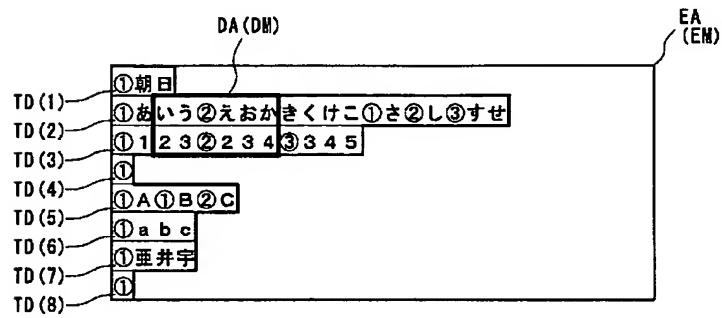 DA(DM)
EA
(EM)
TD(1) ①朝日
TD(2) ①あいう②えおかきくけこ①さ②し③すせ
TD(3) ①123②234③345
TD(4) ①
TD(5) ①A①B②C
TD(6) ①abc
TD(7) ①亜井宇
TD(8) ①